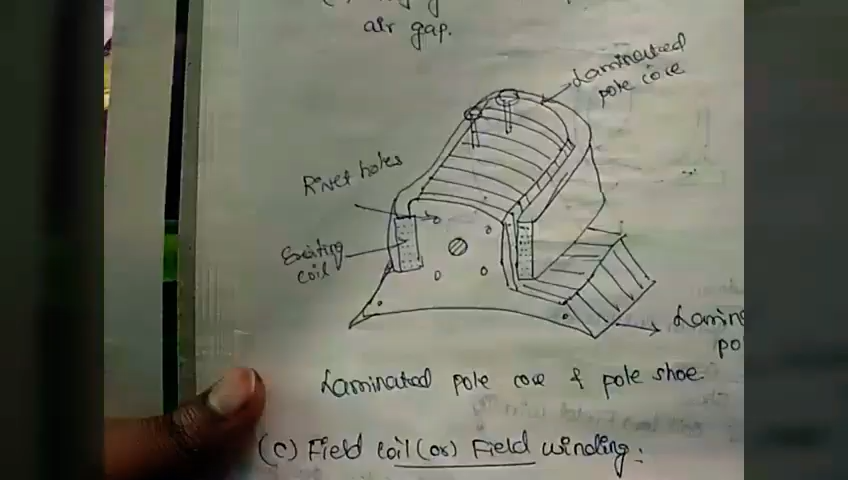 air gap.
Laminated
pole core
Rivet holes
Exciting
coil
Lamin
po
Laminated pole core & pole shoe.
(C) Field coil (or) Field winding: